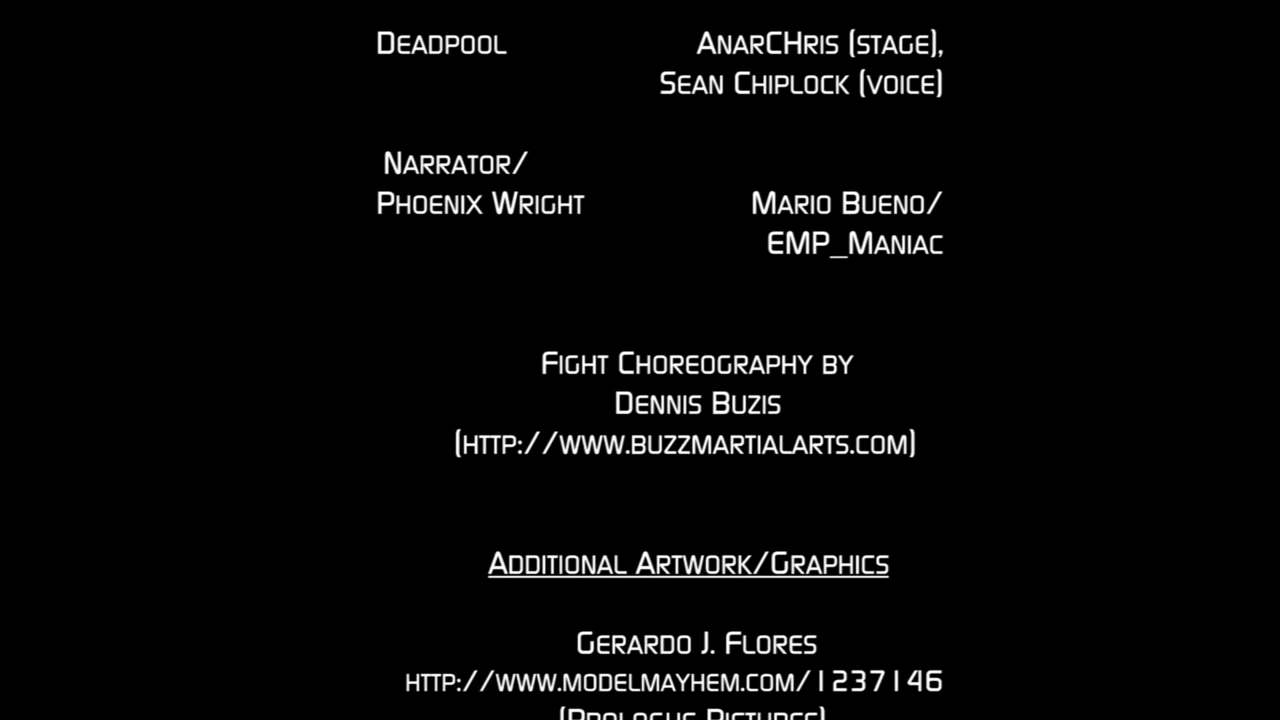 Deadpool AnarCHris (stage),
Sean Chiplock (voice)
Narrator/
Phoenix Wright Mario Bueno/
EMP_Maniac
Fight Choreography by
Dennis Buzis
(http://www.buzzmartialarts.com)
Additional Artwork/Graphics
Gerardo J. Flores
http://www.modelmayhem.com/1237146
(Prologue Pictures)